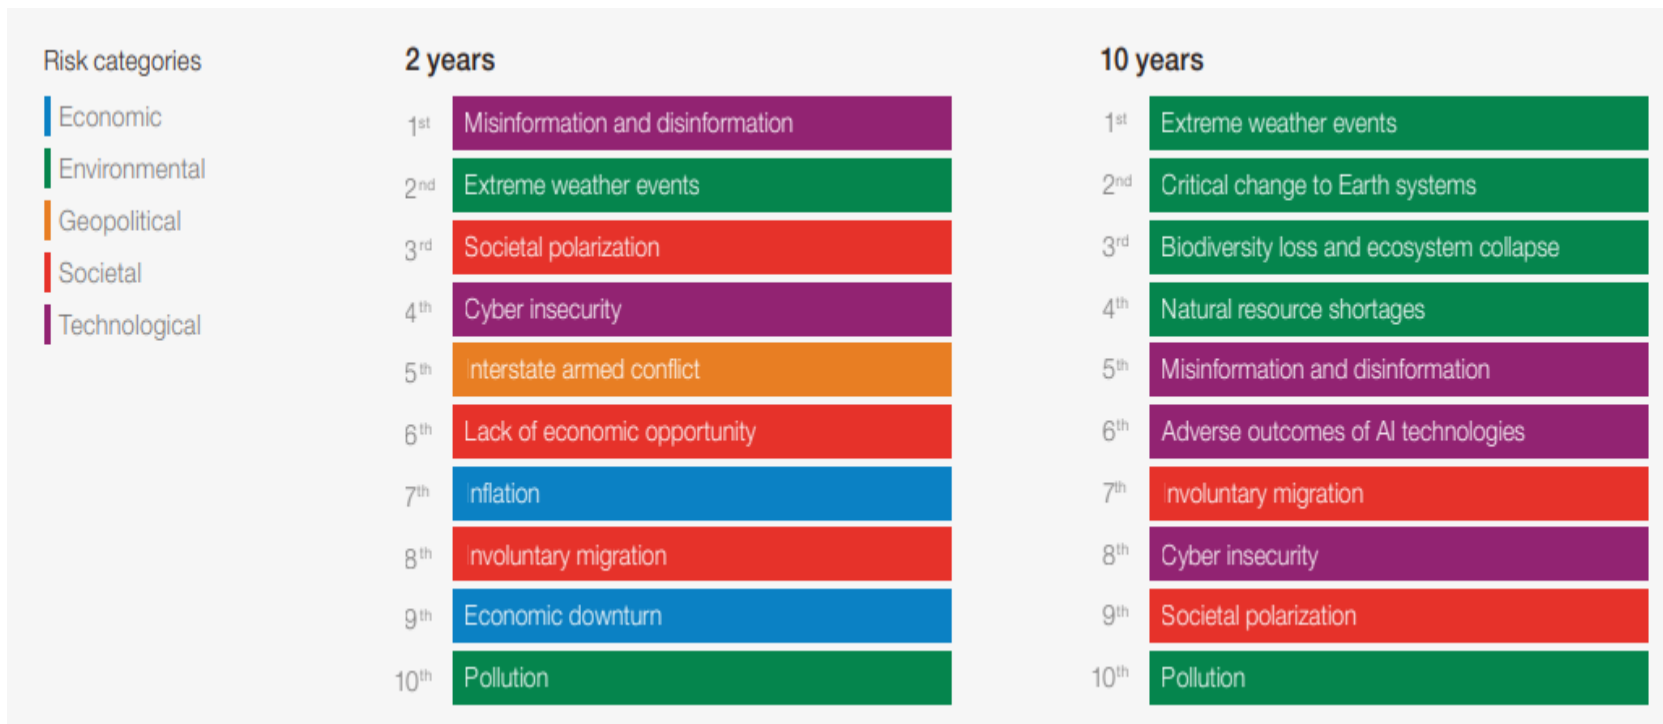 Risk categories
Economic
Environmental
Geopolitical
Societal
Technological
2 years
1st Misinformation and disinformation
2nd Extreme weather events
3rd Societal polarization
4th Cyber insecurity
5th Interstate armed conflict
6th Lack of economic opportunity
7th Inflation
8th Involuntary migration
9th Economic downturn
10th Pollution
10 years
1st Extreme weather events
2nd Critical change to Earth systems
3rd Biodiversity loss and ecosystem collapse
4th Natural resource shortages
5th Misinformation and disinformation
6th Adverse outcomes of AI technologies
7th Involuntary migration
8th Cyber insecurity
9th Societal polarization
10th Pollution